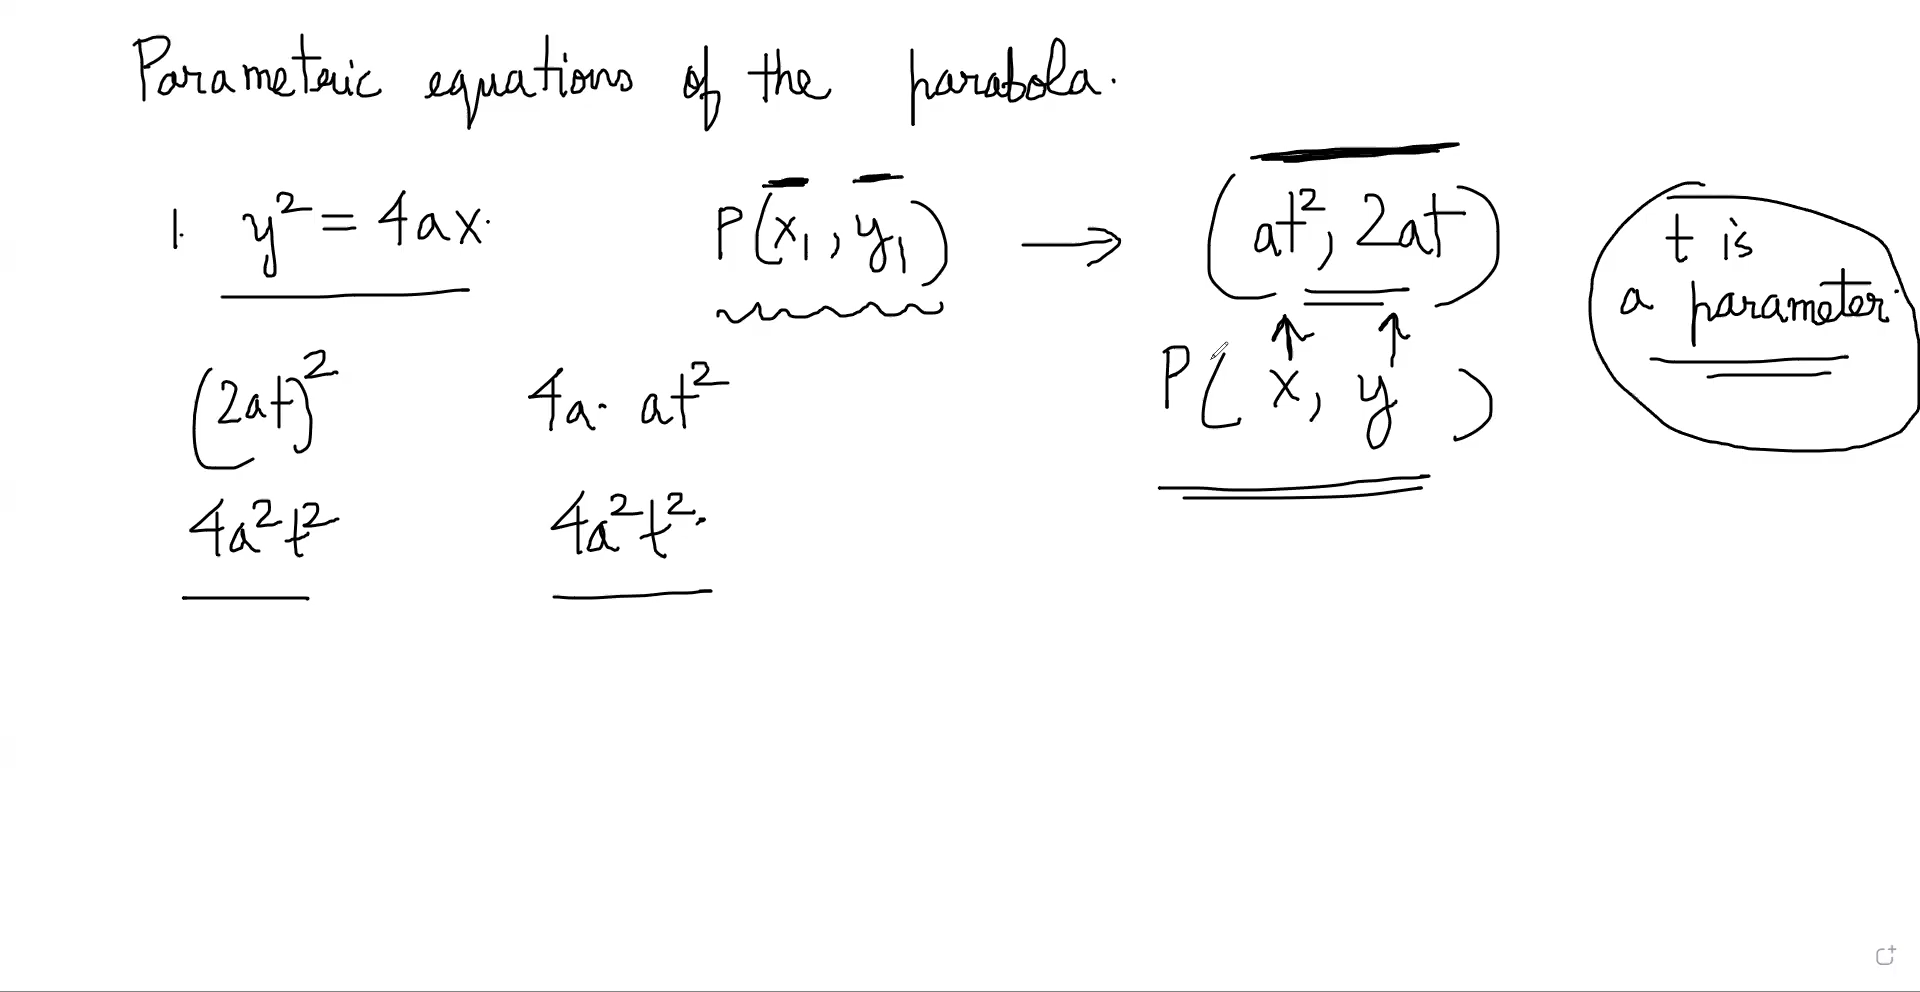 Parametric equations of the parabola.
1. y² = 4ax. P(x₁, y₁) → (at², 2at)
t is
a parameter.
P(x, y)
(2at)² 4a. at²
4a²t² 4a²t².